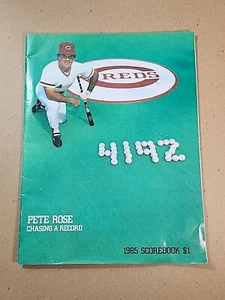 REDS
4192
PETE ROSE
CHASING A RECORD
1985 SCOREBOOK $1